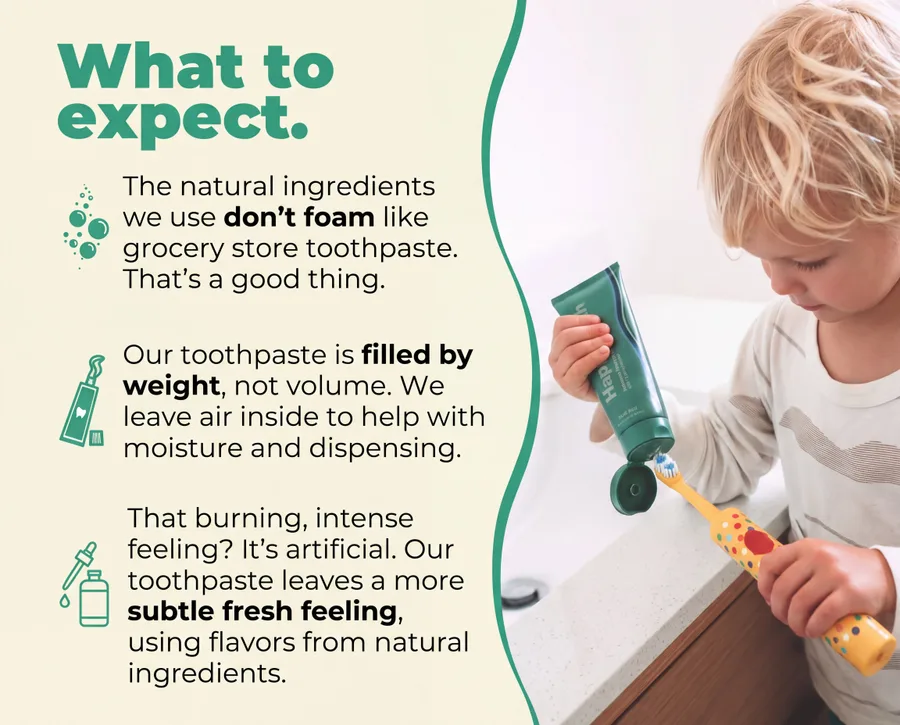 What to
expect.
The natural ingredients
we use don't foam like
grocery store toothpaste.
That's a good thing.
Our toothpaste is filled by
weight, not volume. We
leave air inside to help with
moisture and dispensing.
That burning, intense
feeling? It's artificial. Our
toothpaste leaves a more
subtle fresh feeling,
using flavors from natural
ingredients.
Hap